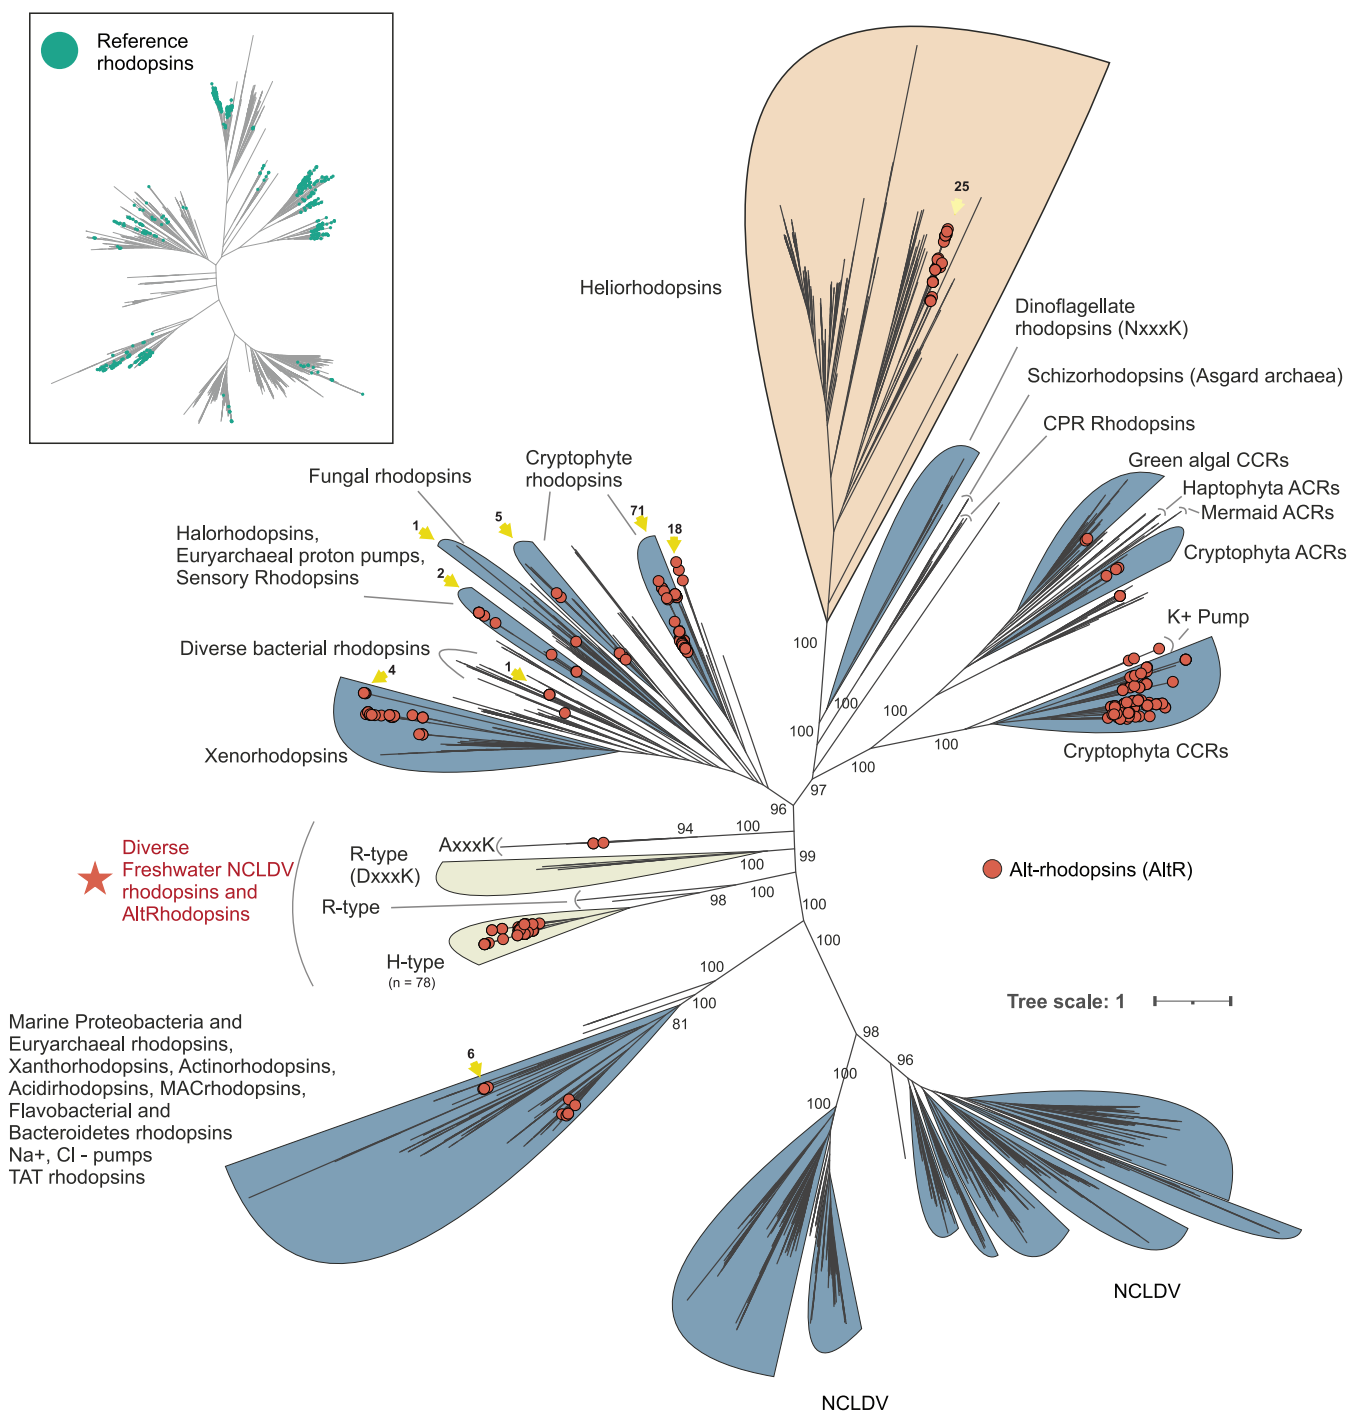 Reference
rhodopsins
25
Heliorhodopsins
Dinoflagellate
rhodopsins (NxxxK)
Schizorhodopsins (Asgard archaea)
CPR Rhodopsins
Green algal CCRs
Haptophyta ACRs
Mermaid ACRs
Cryptophyta ACRs
K+ Pump
Cryptophyta CCRs
Cryptophyte
rhodopsins
Fungal rhodopsins
Halorhodopsins,
Euryarchaeal proton pumps,
Sensory Rhodopsins
Diverse bacterial rhodopsins
Xenorhodopsins
1
5
71
18
2
1
4
100
100
100
100
100
100
97
96
94
100
99
100
98
100
100
100
AxxxK
R-type
(DxxxK)
R-type
H-type
(n = 78)
Diverse
Freshwater NCLDV
rhodopsins and
AltRhodopsins
Alt-rhodopsins (AltR)
Tree scale: 1
100
100
81
6
Marine Proteobacteria and
Euryarchaeal rhodopsins,
Xanthorhodopsins, Actinorhodopsins,
Acidirhodopsins, MACrhodopsins,
Flavobacterial and
Bacteroidetes rhodopsins
Na+, Cl - pumps
TAT rhodopsins
98
96
100
100
NCLDV
NCLDV